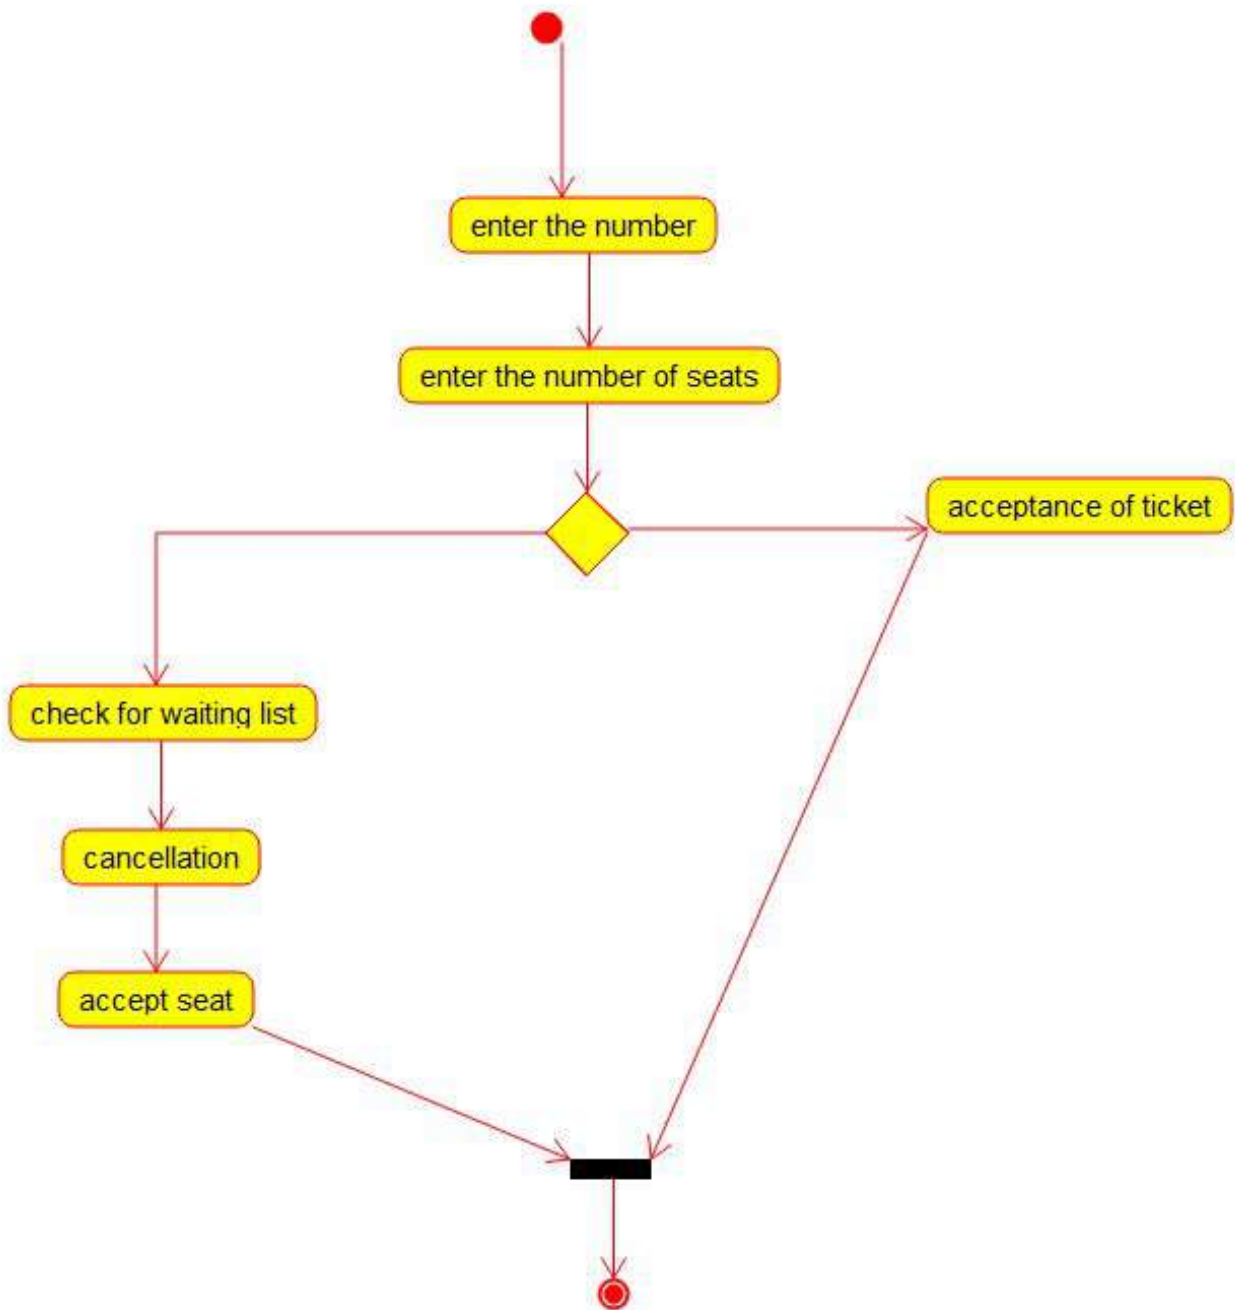 enter the number
enter the number of seats
acceptance of ticket
check for waiting list
cancellation
accept seat